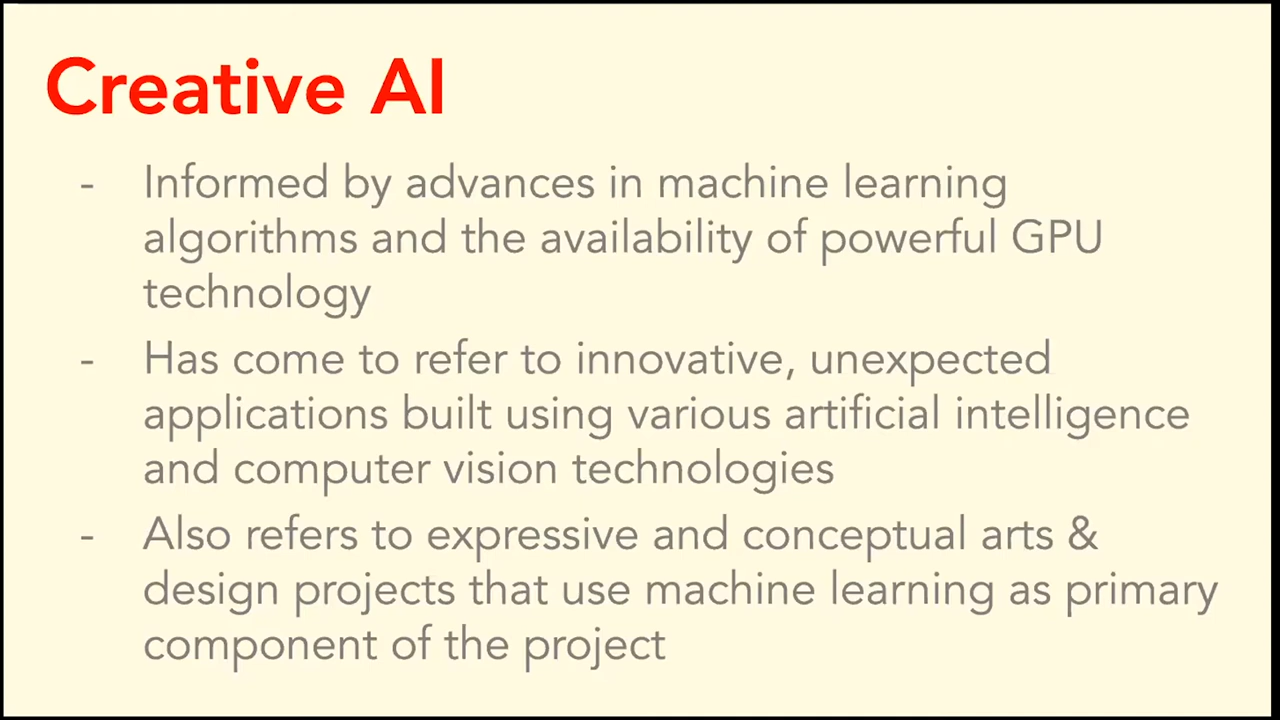 Creative AI
- Informed by advances in machine learning
algorithms and the availability of powerful GPU
technology
- Has come to refer to innovative, unexpected
applications built using various artificial intelligence
and computer vision technologies
- Also refers to expressive and conceptual arts &
design projects that use machine learning as primary
component of the project